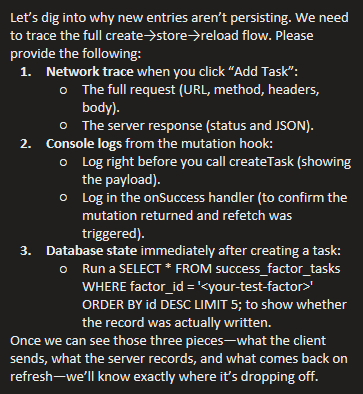 Let's dig into why new entries aren't persisting. We need
to trace the full create→store→reload flow. Please
provide the following:
1. Network trace when you click "Add Task":
o The full request (URL, method, headers,
body).
o The server response (status and JSON).
2. Console logs from the mutation hook:
o Log right before you call createTask (showing
the payload).
o Log in the onSuccess handler (to confirm the
mutation returned and refetch was
triggered).
3. Database state immediately after creating a task:
o Run a SELECT * FROM success_factor_tasks
WHERE factor_id = '<your-test-factor>'
ORDER BY id DESC LIMIT 5; to show whether
the record was actually written.
Once we can see those three pieces—what the client
sends, what the server records, and what comes back on
refresh—we'll know exactly where it's dropping off.